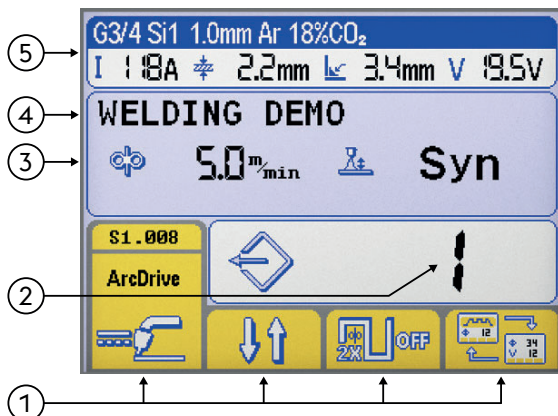 G3/4 Si1 1.0mm Ar 18%CO₂
I 118A 2.2mm 3.4mm V 19.5V
WELDING DEMO
5.0 m/min Syn
S1.008
ArcDrive
1
2X OFF
12 34
V 12
5
4
3
2
1